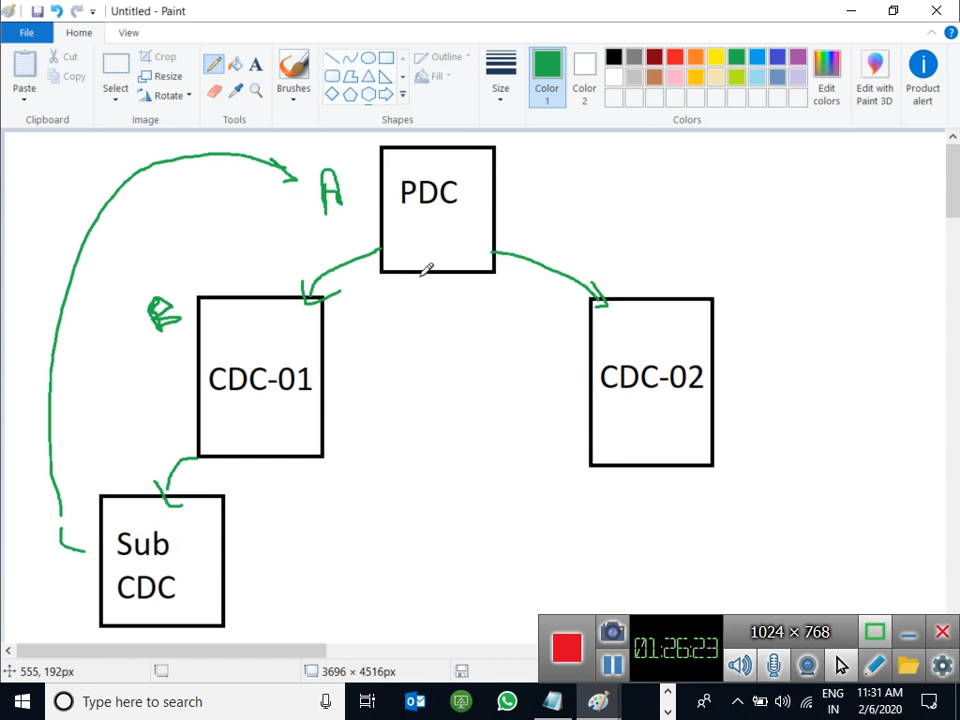 Untitled - Paint
File
Home
View
Paste
Cut
Copy
Clipboard
Select
Crop
Resize
Rotate
Image
A
Tools
Brushes
Outline
Fill
Shapes
Size
Color
1
Color
2
Colors
Edit
colors
Edit with
Paint 3D
Product
alert
A
PDC
CDC-01
CDC-02
Sub
CDC
01:26:23
1024 × 768
555, 192px
3696 × 4516px
Type here to search
ENG
IN
11:31 AM
2/6/2020